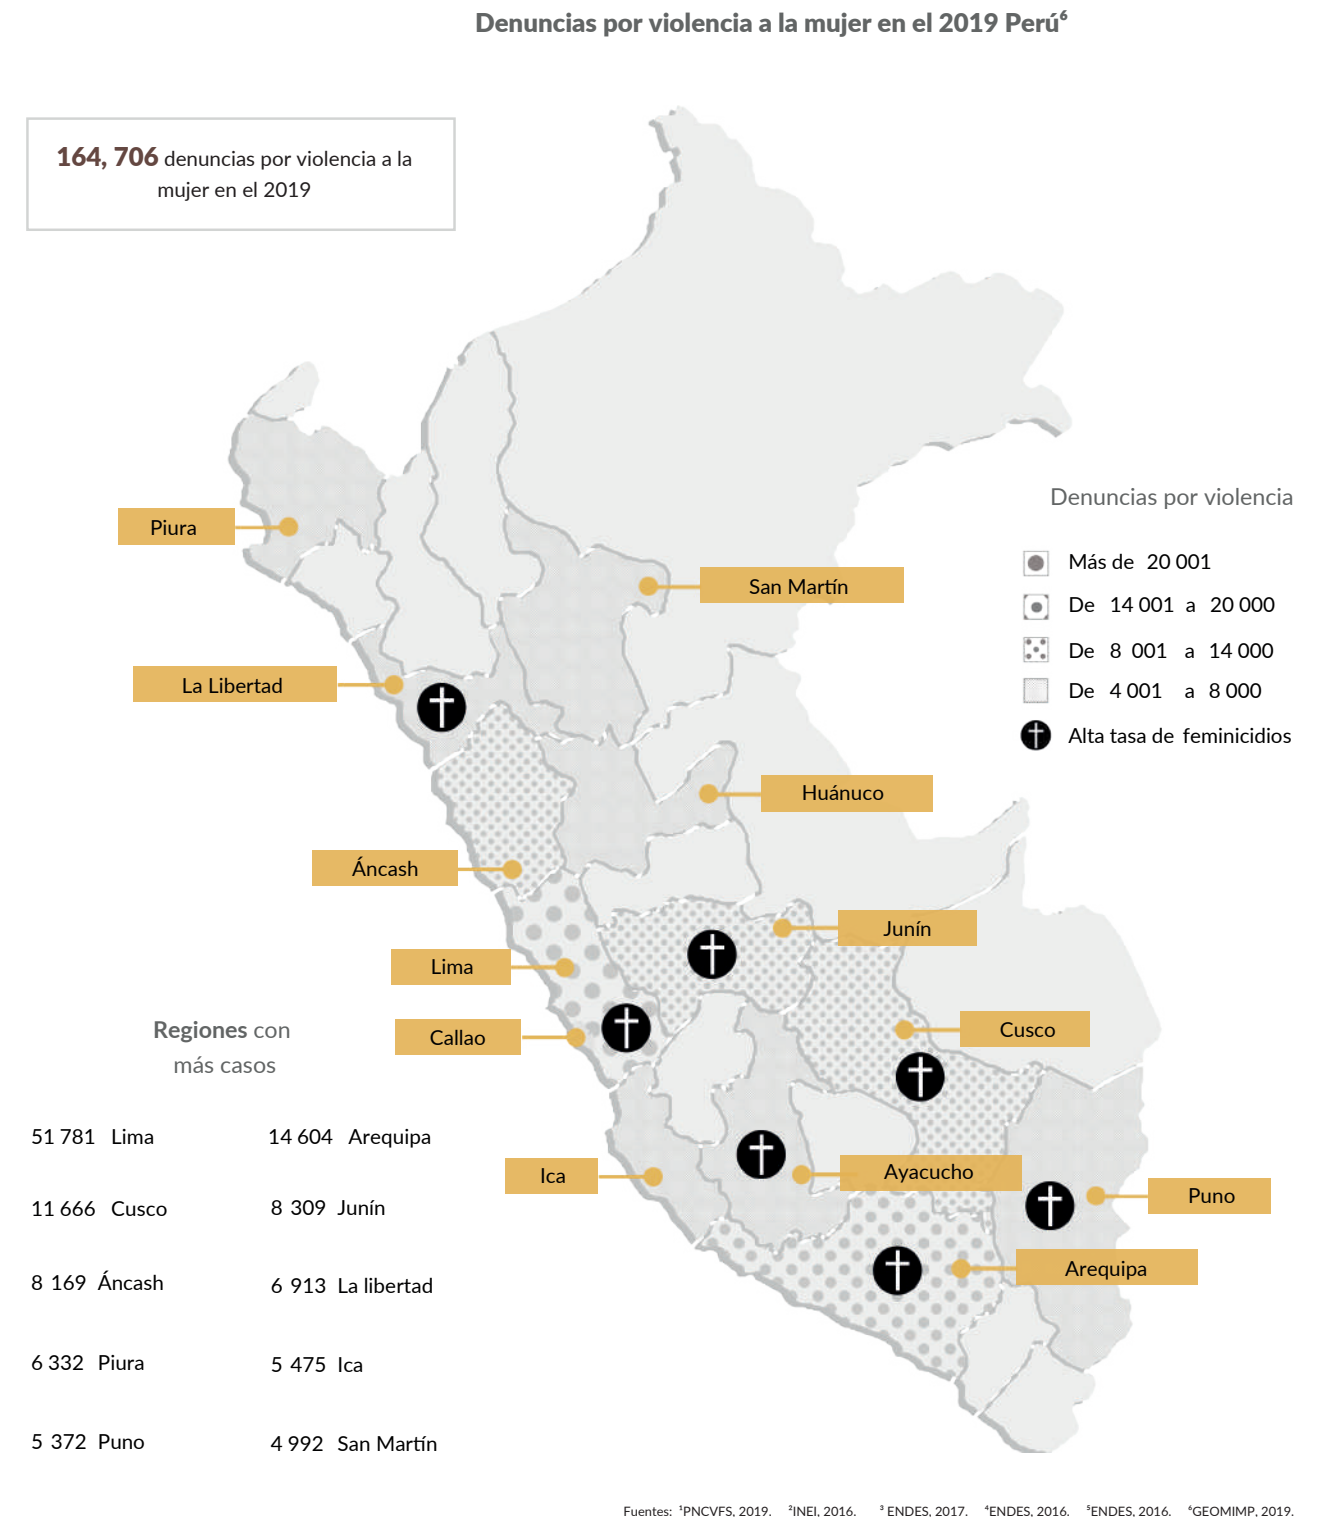 Denuncias por violencia a la mujer en el 2019 Perú⁶
164, 706 denuncias por violencia a la
mujer en el 2019
Piura
San Martín
La Libertad
Huánuco
Áncash
Junín
Lima
Callao
Cusco
Ica
Ayacucho
Puno
Arequipa
Denuncias por violencia
Más de 20 001
De 14 001 a 20 000
De 8 001 a 14 000
De 4 001 a 8 000
Alta tasa de feminicidios
Regiones con
más casos
51 781 Lima
14 604 Arequipa
11 666 Cusco
8 309 Junín
8 169 Áncash
6 913 La libertad
6 332 Piura
5 475 Ica
5 372 Puno
4 992 San Martín
Fuentes: ¹PNCVFS, 2019. ²INEI, 2016. ³ ENDES, 2017. ⁴ENDES, 2016. ⁵ENDES, 2016. ⁶GEOMIMP, 2019.